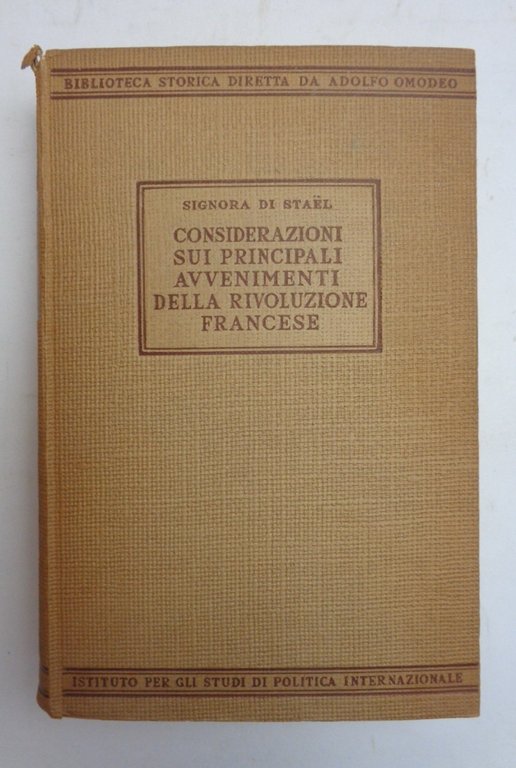 BIBLIOTECA STORICA DIRETTA DA ADOLFO OMODEO
SIGNORA DI STAËL
CONSIDERAZIONI
SUI PRINCIPALI
AVVENIMENTI
DELLA RIVOLUZIONE
FRANCESE
ISTITUTO PER GLI STUDI DI POLITICA INTERNAZIONALE